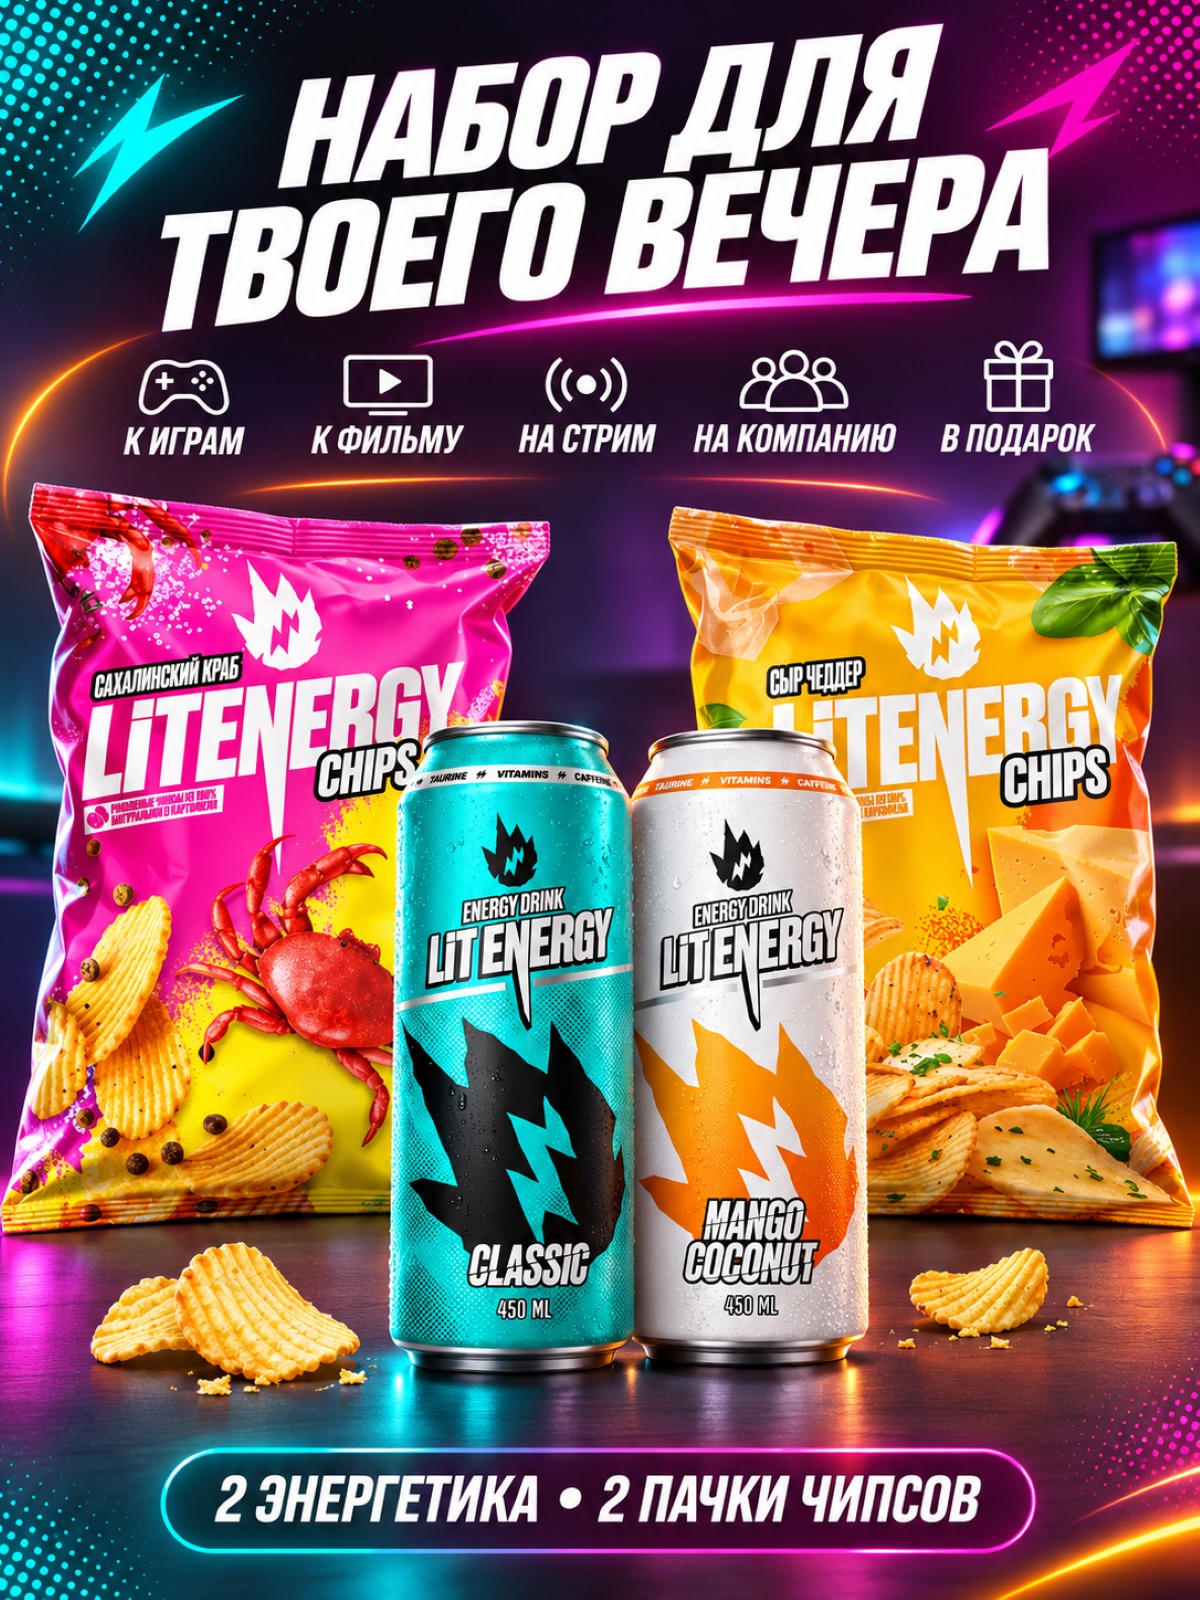 НАБОР ДЛЯ
ТВОЕГО ВЕЧЕРА
К ИГРАМ
К ФИЛЬМУ
НА СТРИМ
НА КОМПАНИЮ
В ПОДАРОК
САХАЛИНСКИЙ КРАБ
LiTENERGY
CHIPS
СЫР ЧЕДДЕР
LiTENERGY
CHIPS
TAURINE VITAMINS CAFFEINE
ENERGY DRINK
LiT ENERGY
CLASSIC
450 ML
TAURINE VITAMINS CAFFEINE
ENERGY DRINK
LiT ENERGY
MANGO
COCONUT
450 ML
2 ЭНЕРГЕТИКА • 2 ПАЧКИ ЧИПСОВ